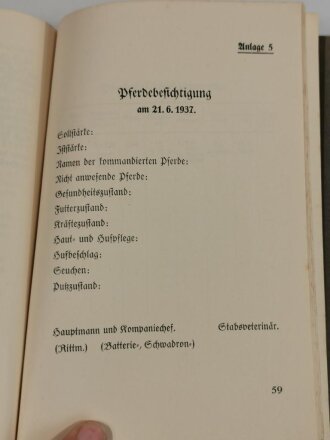 Anlage 5
Pferdebesichtigung
am 21. 6. 1937.
Sollstärke:
Iststärke:
Namen der kommandierten Pferde:
Nicht anwesende Pferde:
Gesundheitszustand:
Futterzustand:
Kräftezustand:
Haut- und Hufpflege:
Hufbeschlag:
Seuchen:
Putzzustand:
Hauptmann und Kompaniechef. Stabsveterinär.
(Rittm.) (Batterie-, Schwadron-)
59